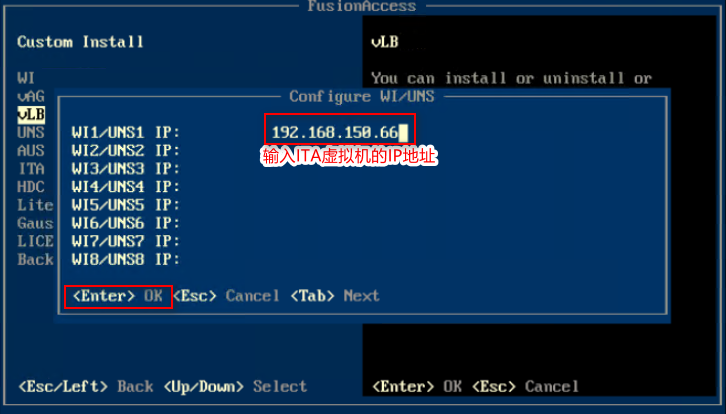 FusionAccess
Custom Install
vLB
WI
You can install or uninstall or
vAG
Configure WI/UNS
vLB
UNS
WI1/UNS1 IP: 192.168.150.66
AUS
WI2/UNS2 IP:
输入ITA虚拟机的IP地址
ITA
WI3/UNS3 IP:
HDC
WI4/UNS4 IP:
Lite
WI5/UNS5 IP:
Gaus
WI6/UNS6 IP:
LICE
WI7/UNS7 IP:
Back
WI8/UNS8 IP:
<Enter> OK <Esc> Cancel <Tab> Next
<Esc/Left> Back <Up/Down> Select
<Enter> OK <Esc> Cancel